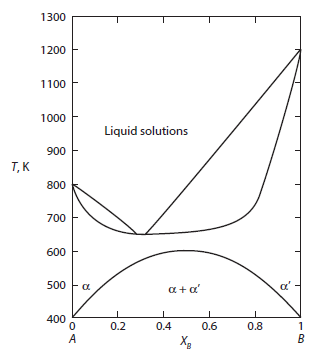 1300
1200
1100
1000
Liquid solutions
900
T, K
800
700
600
500
α
α + α′
α′
400
0
0.2
0.4
0.6
0.8
1
A
X_B
B